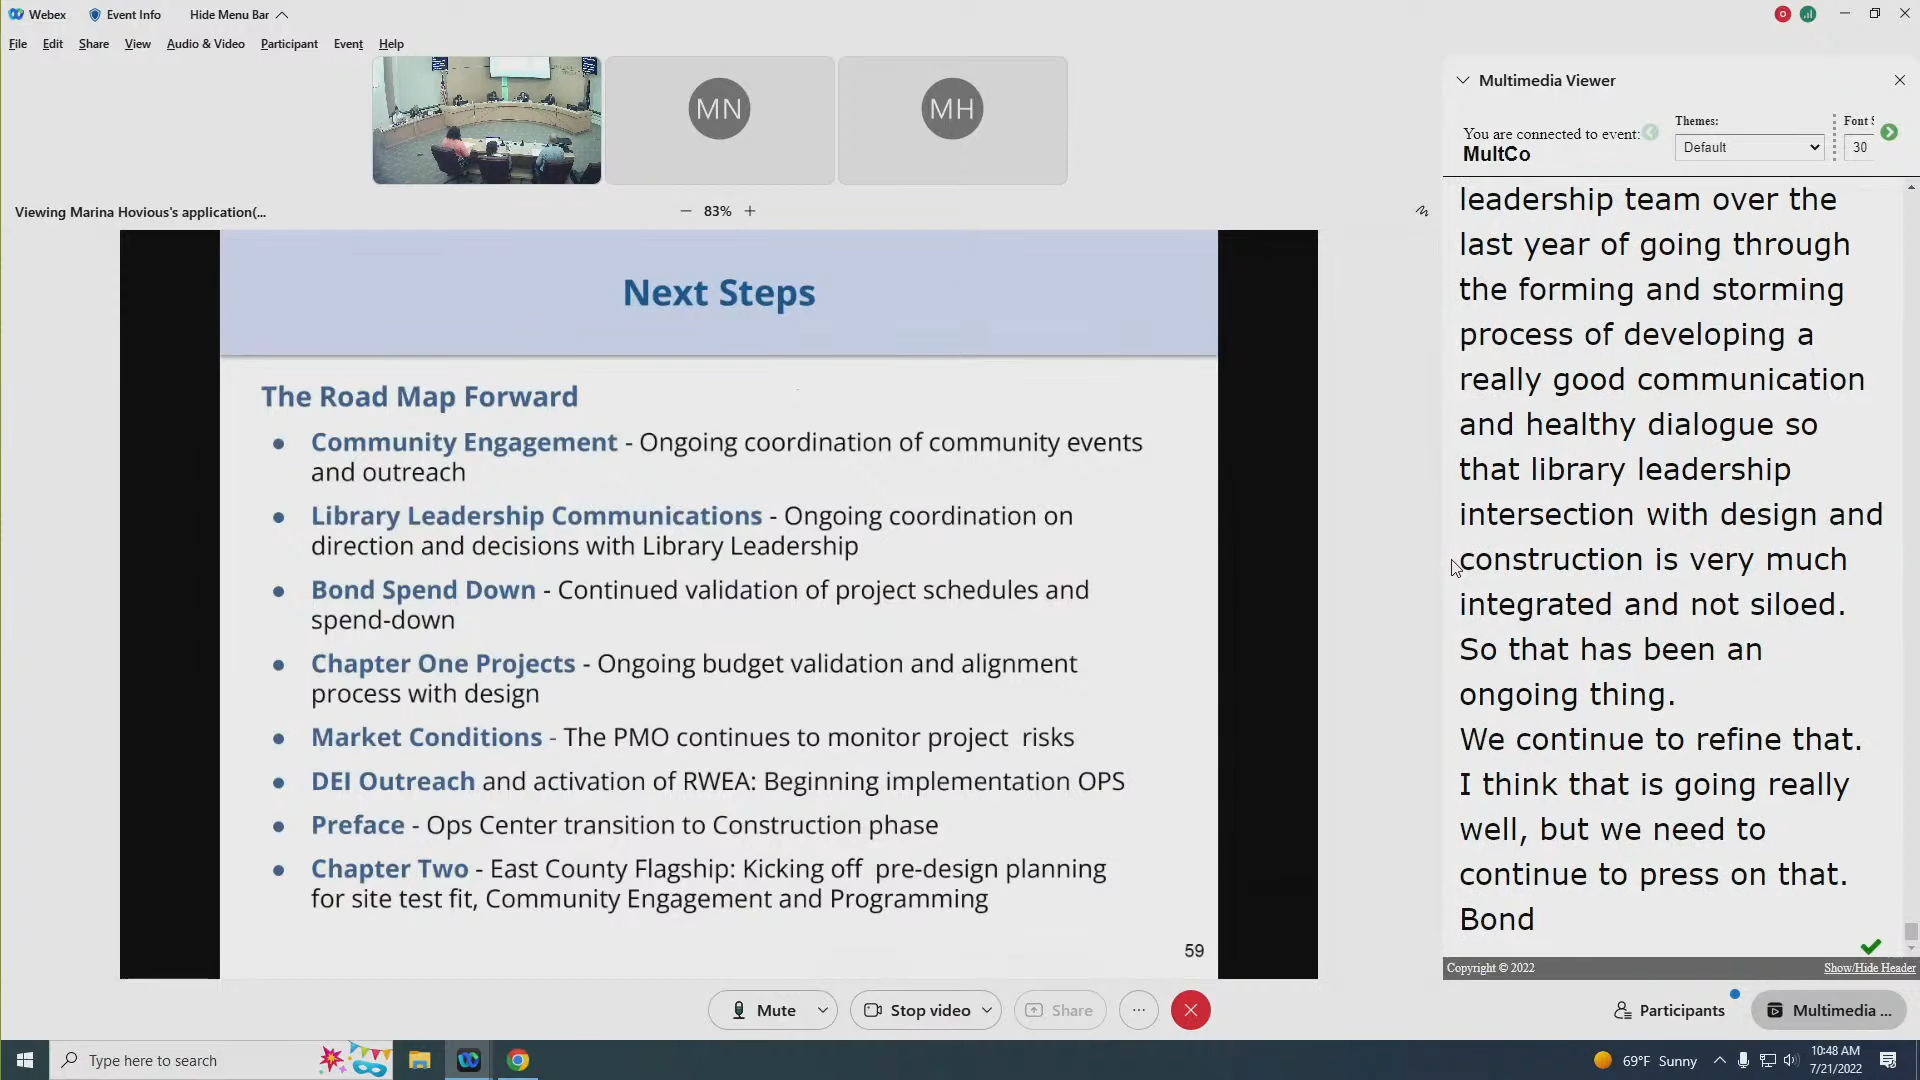 Webex
Event Info
Hide Menu Bar
File Edit Share View Audio & Video Participant Event Help
MN
MH
Viewing Marina Hovious's application(...
83%
Next Steps
The Road Map Forward
Community Engagement - Ongoing coordination of community events
and outreach
Library Leadership Communications - Ongoing coordination on
direction and decisions with Library Leadership
Bond Spend Down - Continued validation of project schedules and
spend-down
Chapter One Projects - Ongoing budget validation and alignment
process with design
Market Conditions - The PMO continues to monitor project risks
DEI Outreach and activation of RWEA: Beginning implementation OPS
Preface - Ops Center transition to Construction phase
Chapter Two - East County Flagship: Kicking off pre-design planning
for site test fit, Community Engagement and Programming
59
Multimedia Viewer
You are connected to event:
MultCo
Themes:
Default
Font S
30
leadership team over the
last year of going through
the forming and storming
process of developing a
really good communication
and healthy dialogue so
that library leadership
intersection with design and
construction is very much
integrated and not siloed.
So that has been an
ongoing thing.
We continue to refine that.
I think that is going really
well, but we need to
continue to press on that.
Bond
Copyright © 2022
Show/Hide Header
Mute
Stop video
Share
Participants
Multimedia ...
Type here to search
69°F Sunny
10:48 AM
7/21/2022